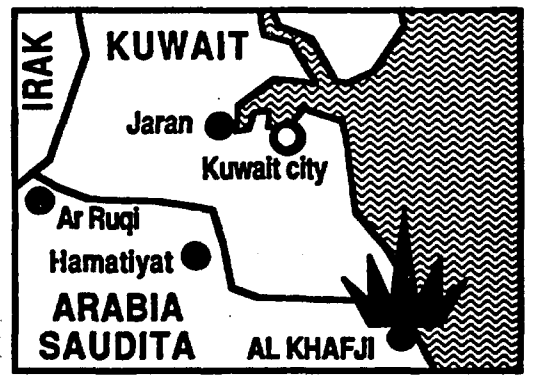 IRAK
KUWAIT
Jaran
Kuwait city
Ar Ruqi
Hamatiyat
ARABIA
SAUDITA
AL KHAFJI